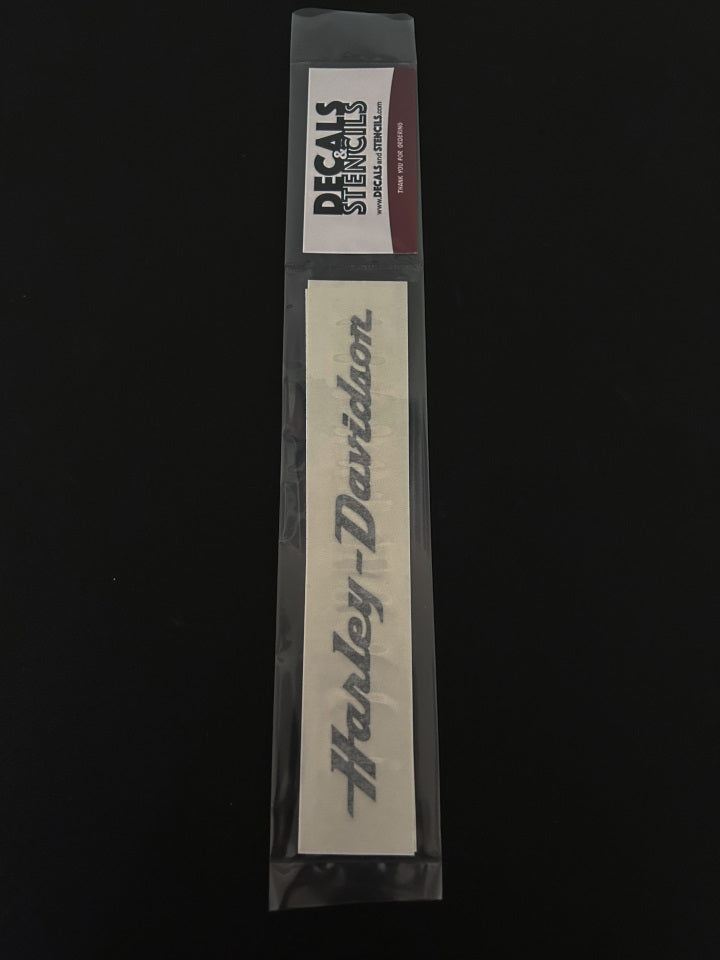 DECALS
&
STENCILS
www.DECALSandSTENCILS.com
THANK YOU FOR ORDERING
Harley-Davidson